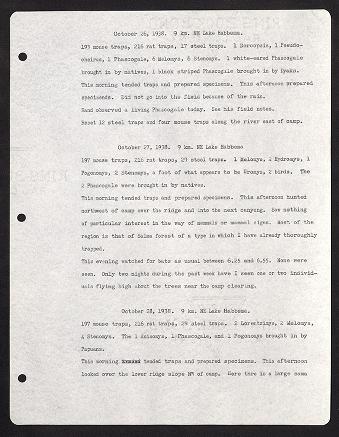 October 26, 1938. 9 km. NE Lake Habbema.
193 mouse traps, 216 rat traps, 17 steel traps. 1 Dorcopsis, 1 Pseudo-
cheirus, 1 Phascogale, 6 Melomys, 8 Stenomys. 1 white-eared Phascogale
brought in by natives, 1 black striped Phascogale brought in by Dyaks.
This morning tended traps and prepared specimens. This afternoon prepared
specimends. Did not go into the field because of the rain.
Rand observed a living Phascogale today. See his field notes.
Reset 12 steel traps and four mouse traps along the river east of camp.
October 27, 1938. 9 km. NE Lake Habbema
197 mouse traps, 216 rat traps, 29 steel traps. 1 Melomys, 2 Hydromys, 1
Pogonomys, 2 Stenomys, a foot of what appears to be Uromys, 2 birds. The
2 Phascogale were brought in by natives.
This morning tended traps and prepared specimens. This afternoon hunted
northwest of camp over the ridge and into the next canyong. Saw nothing
of particular interest in the way of mammals or mammal signs. Most of the
region is that of false forest of a type in which I have already thoroughly
trapped.
This evening watched for bats as usual between 6.25 and 6.55. None were
seen. Only two nights during the past week have I seen one or two individ-
uals flying high about the trees near the camp clearing.
October 28, 1938. 9 km. NE Lake Habbema.
197 mouse traps, 216 rat traps, 29 steel traps. 2 Lorentzimys, 2 Melomys,
4 Stenomys. The 1 Anisomys, 1 Phascogale, and 1 Pogonomys brought in by
Papuans.
This morning tended traps and prepared specimens. This afternoon
looked over the lower ridge slope NW of camp. Here there is a large some